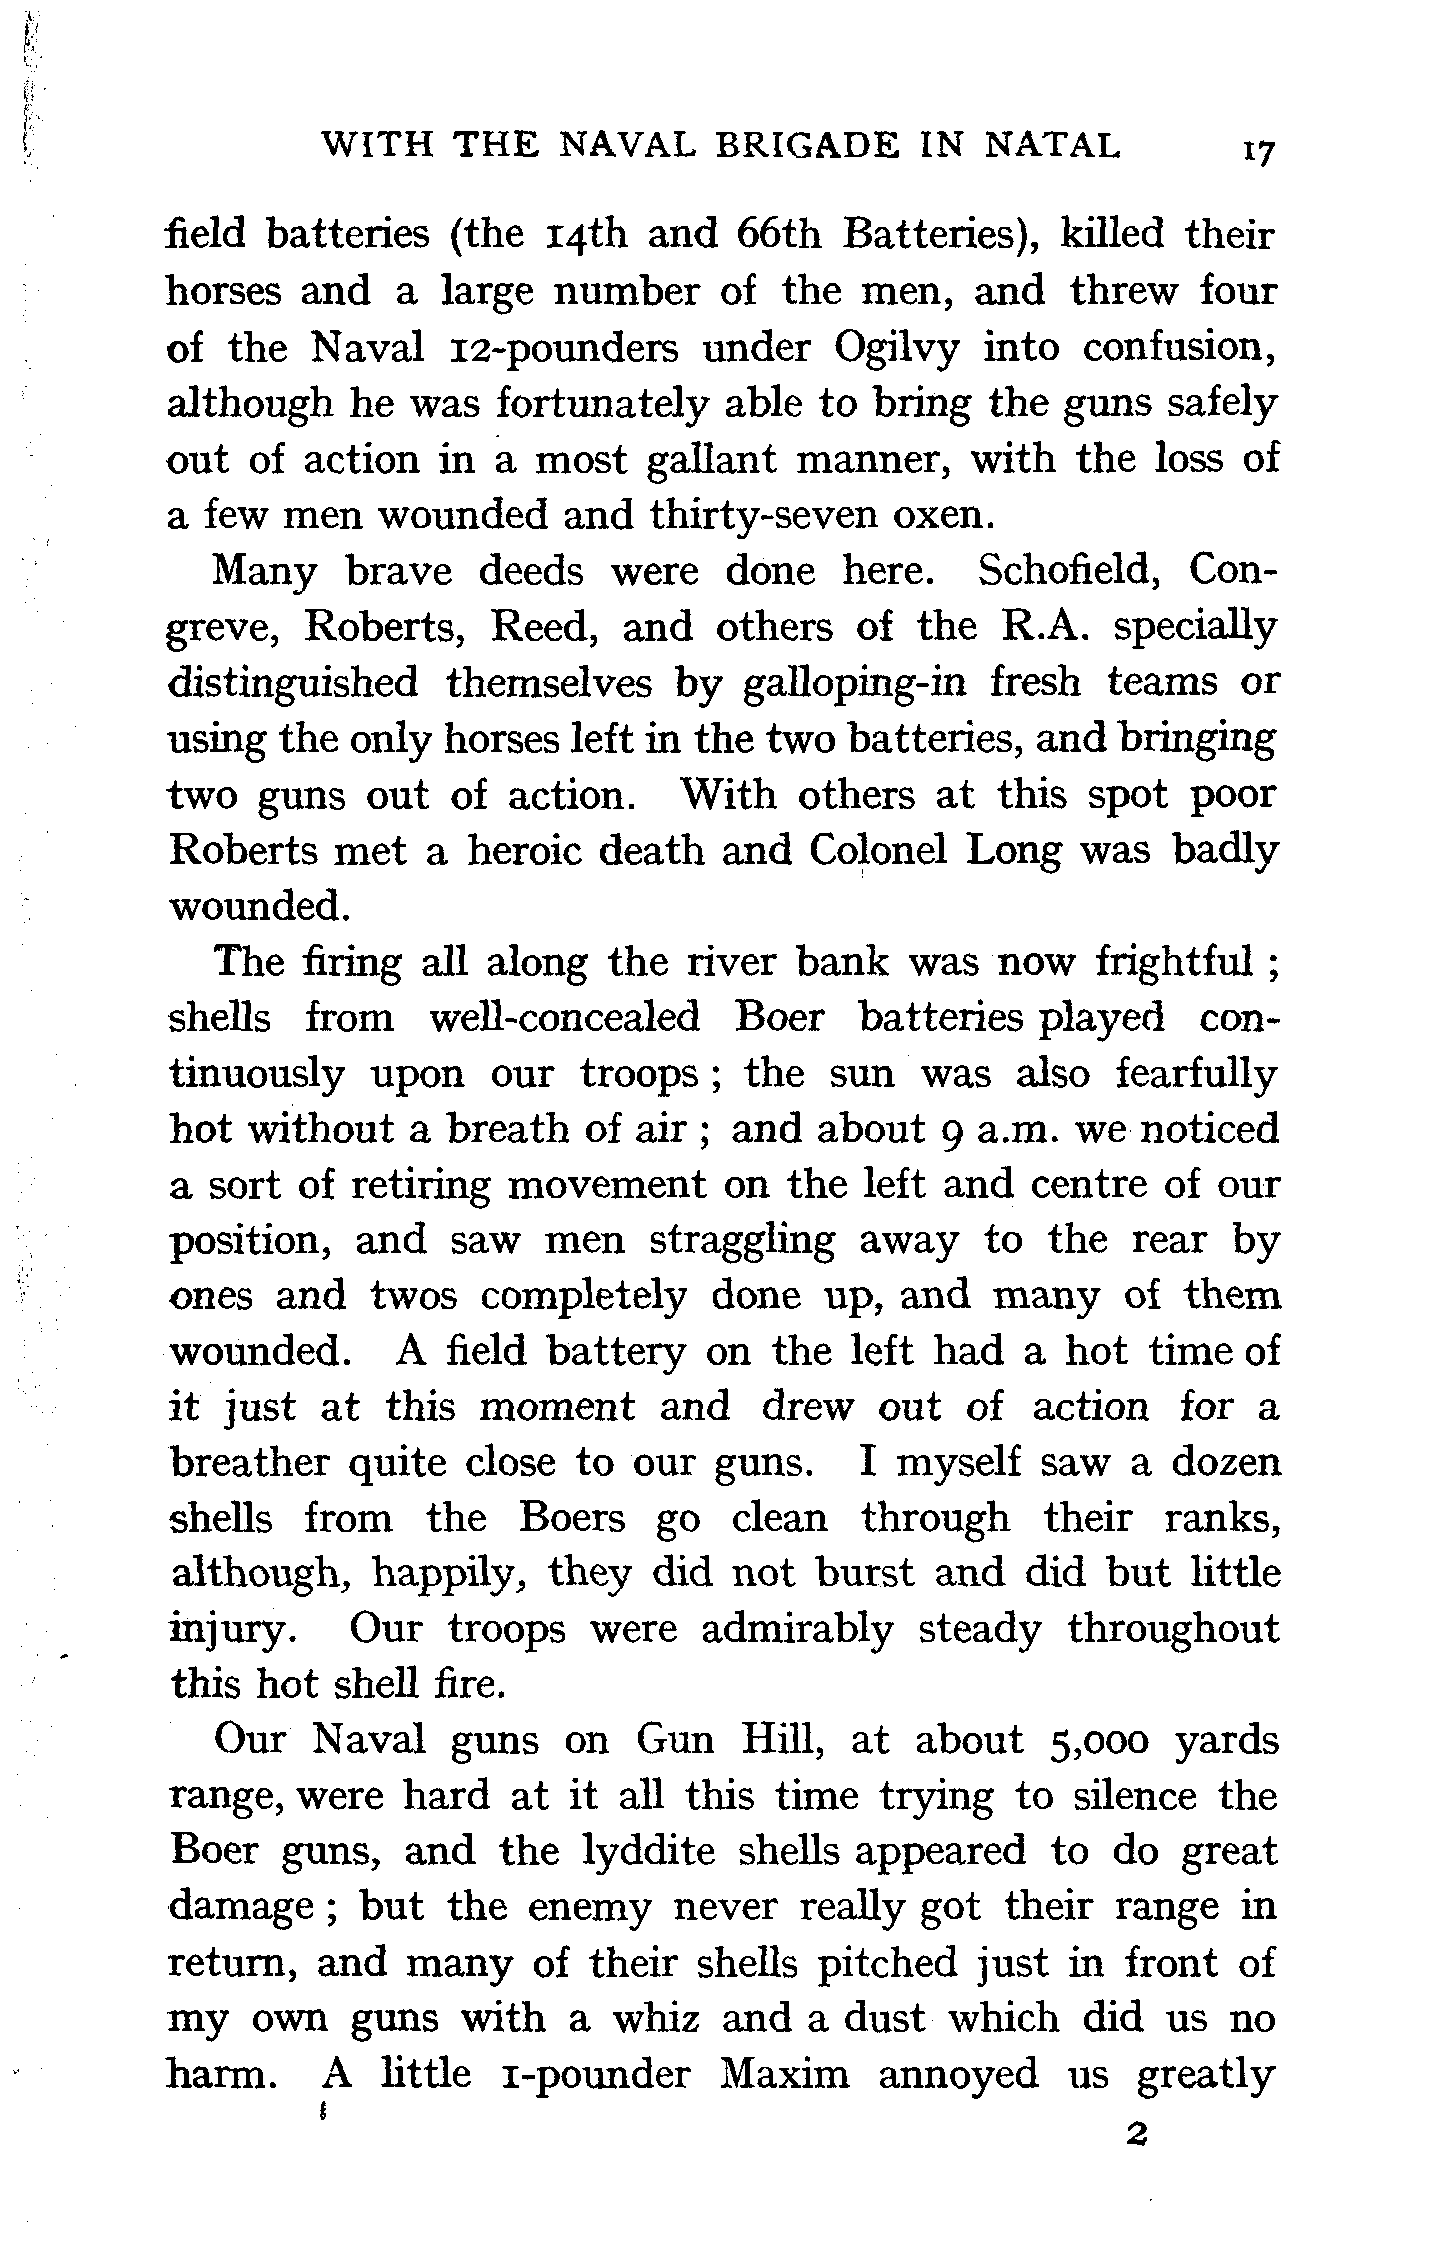 WITH THE NAVAL BRIGADE IN NATAL 17
field batteries (the 14th and 66th Batteries), killed their
horses and a large number of the men, and threw four
of the Naval 12-pounders under Ogilvy into confusion,
although he was fortunately able to bring the guns safely
out of action in a most gallant manner, with the loss of
a few men wounded and thirty-seven oxen.
Many brave deeds were done here. Schofield, Con-
greve, Roberts, Reed, and others of the R.A. specially
distinguished themselves by galloping-in fresh teams or
using the only horses left in the two batteries, and bringing
two guns out of action. With others at this spot poor
Roberts met a heroic death and Colonel Long was badly
wounded.
The firing all along the river bank was now frightful ;
shells from well-concealed Boer batteries played con-
tinuously upon our troops ; the sun was also fearfully
hot without a breath of air ; and about 9 a.m. we noticed
a sort of retiring movement on the left and centre of our
position, and saw men straggling away to the rear by
ones and twos completely done up, and many of them
wounded. A field battery on the left had a hot time of
it just at this moment and drew out of action for a
breather quite close to our guns. I myself saw a dozen
shells from the Boers go clean through their ranks,
although, happily, they did not burst and did but little
injury. Our troops were admirably steady throughout
this hot shell fire.
Our Naval guns on Gun Hill, at about 5,000 yards
range, were hard at it all this time trying to silence the
Boer guns, and the lyddite shells appeared to do great
damage ; but the enemy never really got their range in
return, and many of their shells pitched just in front of
my own guns with a whiz and a dust which did us no
harm. A little 1-pounder Maxim annoyed us greatly
2